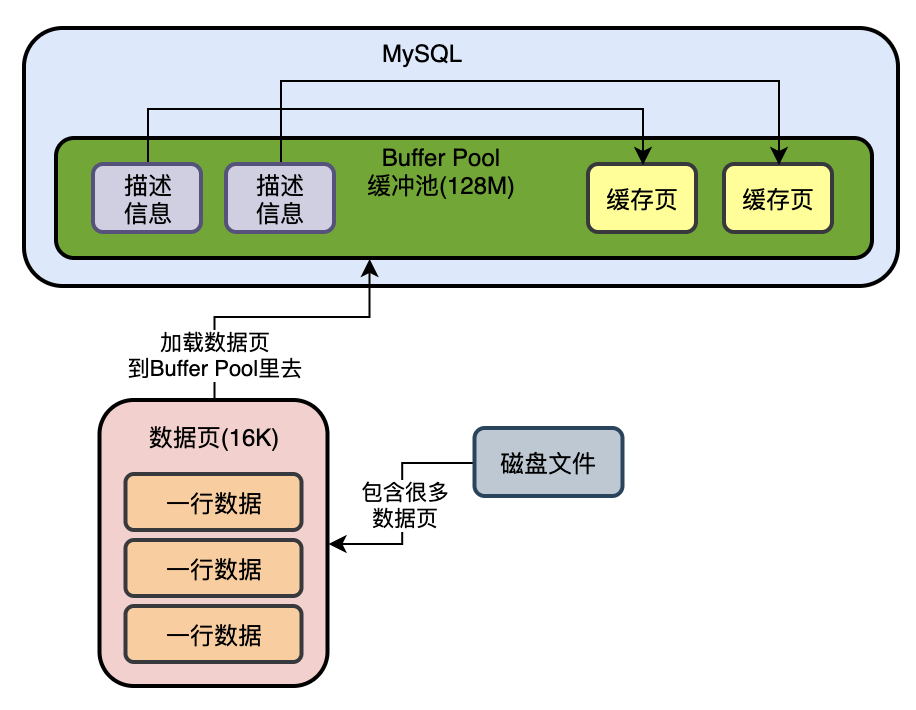 MySQL
Buffer Pool
缓冲池(128M)
描述
信息
描述
信息
缓存页
缓存页
加载数据页
到Buffer Pool里去
数据页(16K)
一行数据
一行数据
一行数据
包含很多
数据页
磁盘文件